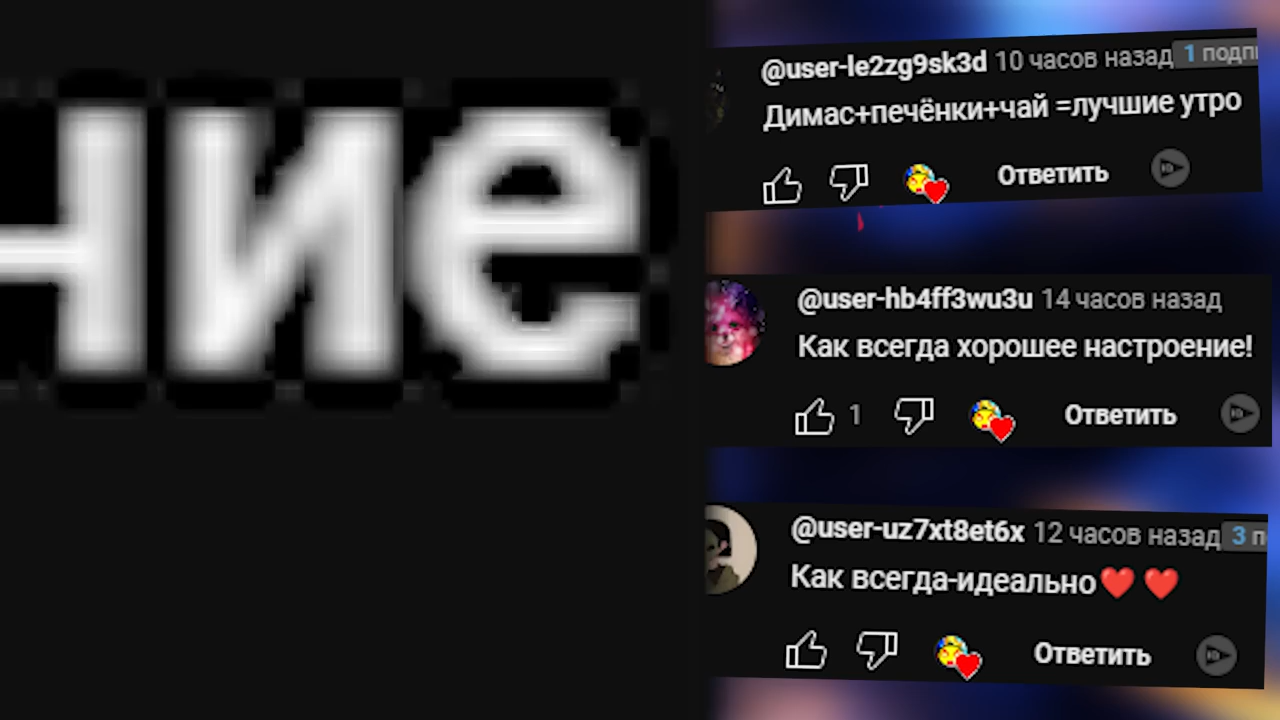 ние
@user-le2zg9sk3d 10 часов назад 1
Димас+печёнки+чай =лучшие утро
Ответить
@user-hb4ff3wu3u 14 часов назад
Как всегда хорошее настроение!
1 Ответить
@user-uz7xt8et6x 12 часов назад 3
Как всегда-идеально❤️ ❤️
Ответить